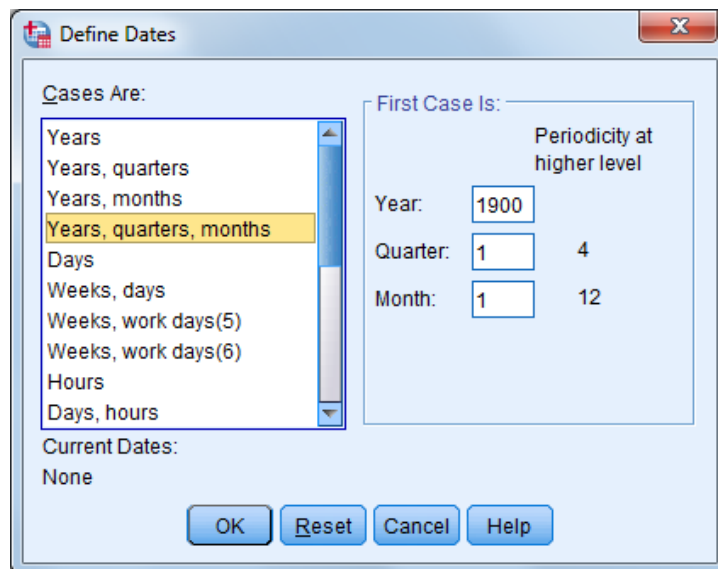 Define Dates
Cases Are:
Years
Years, quarters
Years, months
Years, quarters, months
Days
Weeks, days
Weeks, work days(5)
Weeks, work days(6)
Hours
Days, hours
Current Dates:
None
First Case Is:
Periodicity at
higher level
Year: 1900
Quarter: 1 4
Month: 1 12
OK Reset Cancel Help